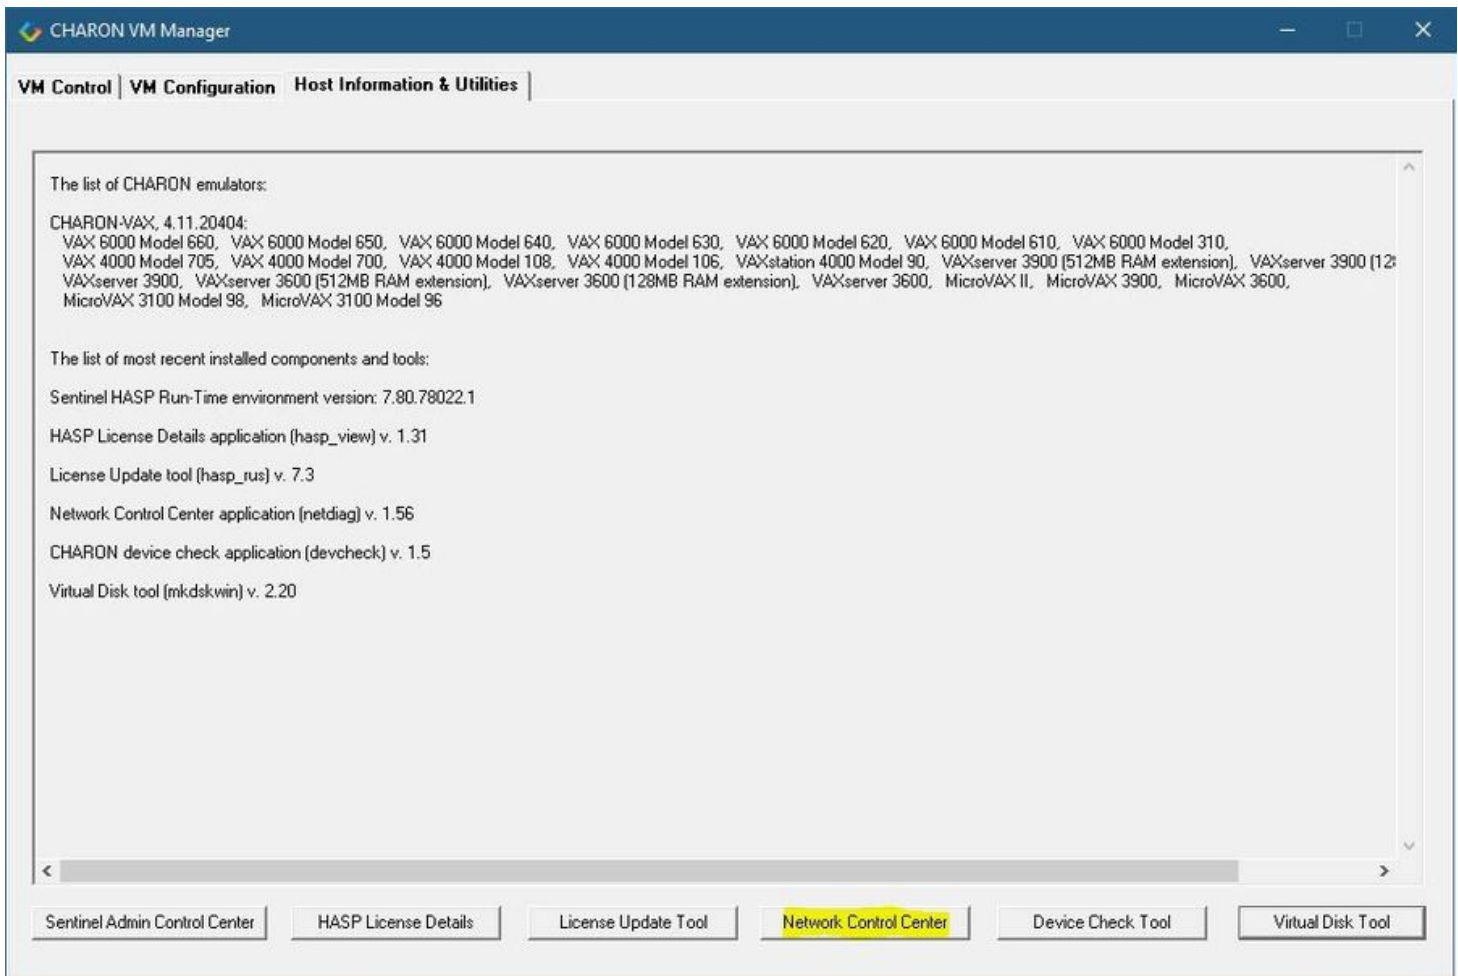 CHARON VM Manager
VM Control VM Configuration Host Information & Utilities
The list of CHARON emulators:
CHARON-VAX, 4.11.20404:
VAX 6000 Model 660, VAX 6000 Model 650, VAX 6000 Model 640, VAX 6000 Model 630, VAX 6000 Model 620, VAX 6000 Model 610, VAX 6000 Model 310,
VAX 4000 Model 705, VAX 4000 Model 700, VAX 4000 Model 108, VAX 4000 Model 106, VAXstation 4000 Model 90, VAXserver 3900 (512MB RAM extension), VAXserver 3900 (128
VAXserver 3900, VAXserver 3600 (512MB RAM extension), VAXserver 3600 (128MB RAM extension), VAXserver 3600, MicroVAX II, MicroVAX 3900, MicroVAX 3600,
MicroVAX 3100 Model 98, MicroVAX 3100 Model 96
The list of most recent installed components and tools:
Sentinel HASP Run-Time environment version: 7.80.78022.1
HASP License Details application (hasp_view) v. 1.31
License Update tool (hasp_rus) v. 7.3
Network Control Center application (netdiag) v. 1.56
CHARON device check application (devcheck) v. 1.5
Virtual Disk tool (mkdskwin) v. 2.20
Sentinel Admin Control Center HASP License Details License Update Tool Network Control Center Device Check Tool Virtual Disk Tool